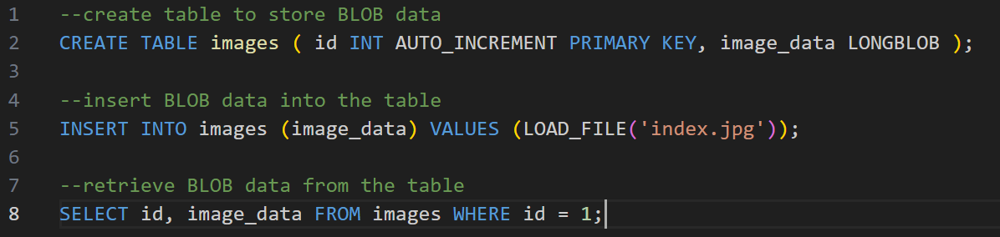 1 --create table to store BLOB data
2 CREATE TABLE images ( id INT AUTO_INCREMENT PRIMARY KEY, image_data LONGBLOB );
3
4 --insert BLOB data into the table
5 INSERT INTO images (image_data) VALUES (LOAD_FILE('index.jpg'));
6
7 --retrieve BLOB data from the table
8 SELECT id, image_data FROM images WHERE id = 1;